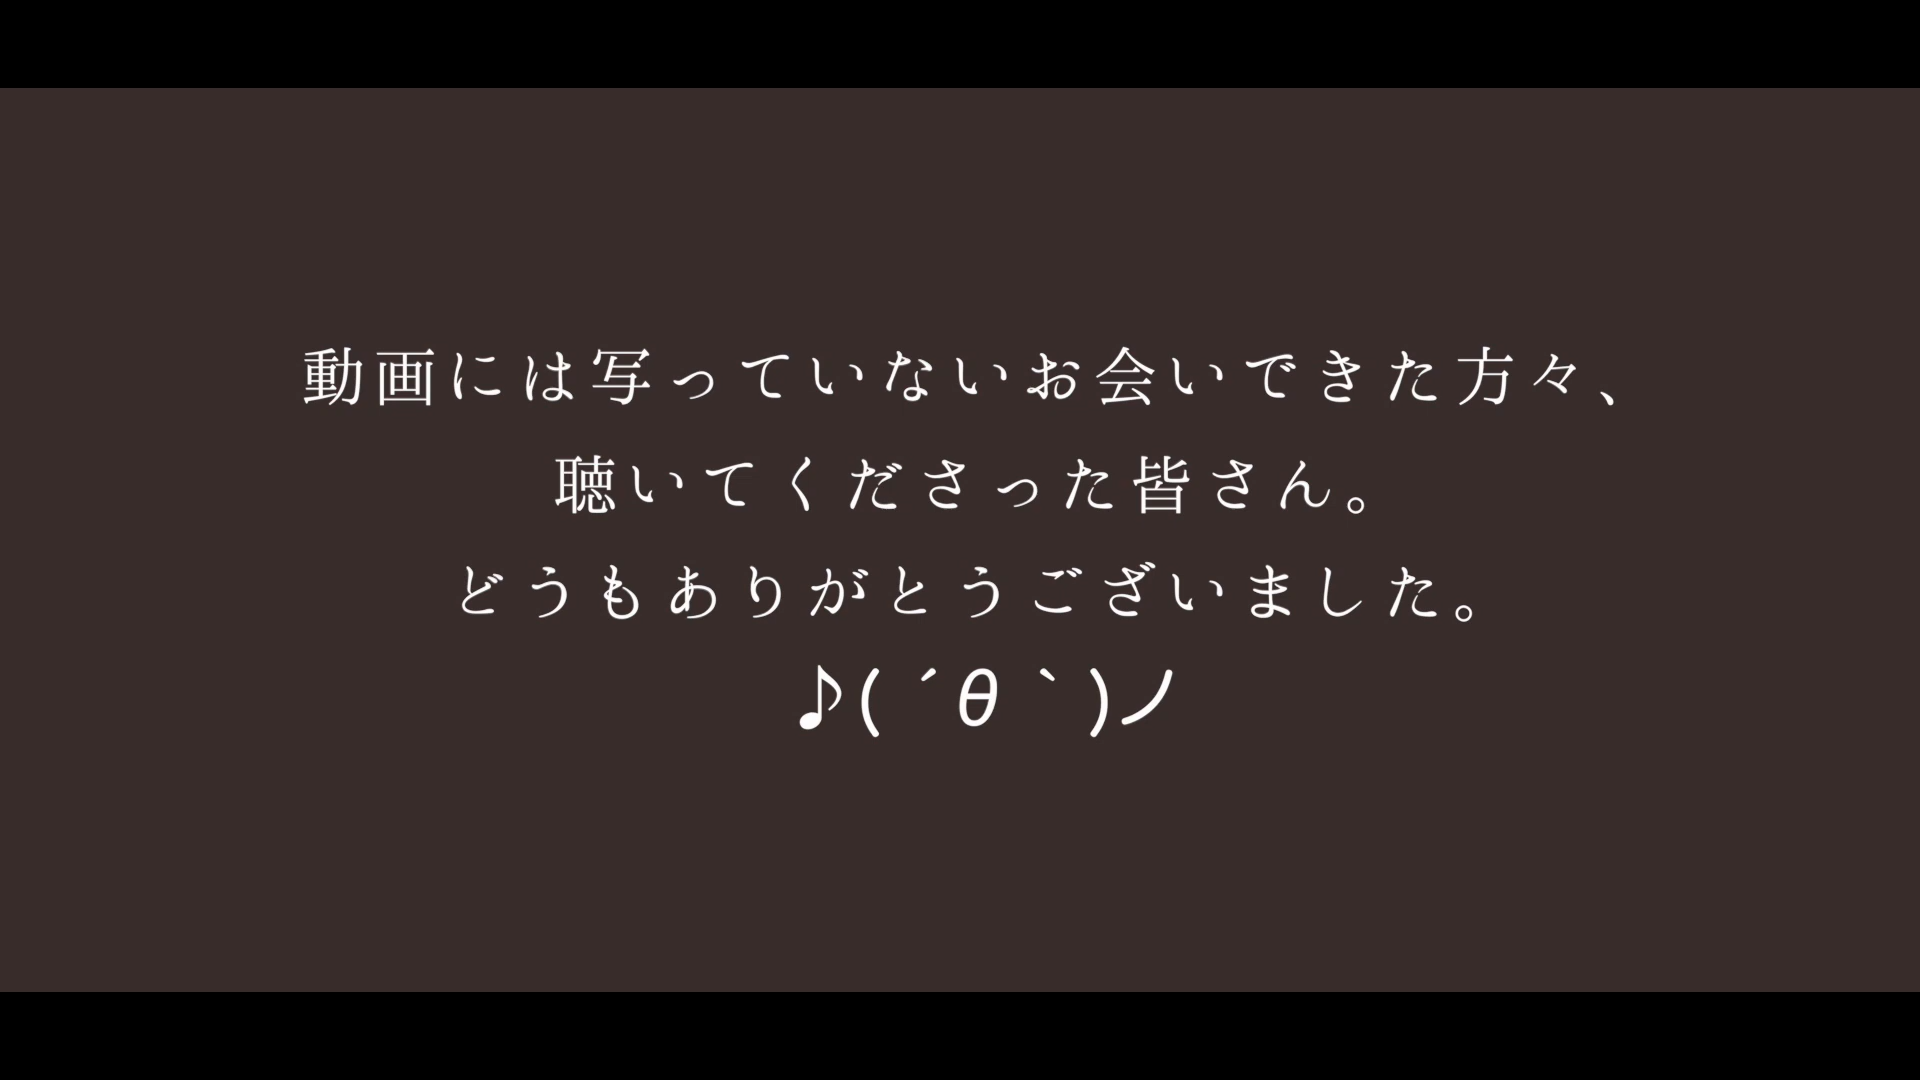 動画には写っていないお会いできた方々、
聴いてくださった皆さん。
どうもありがとうございました。
♪( ´θ｀)ノ